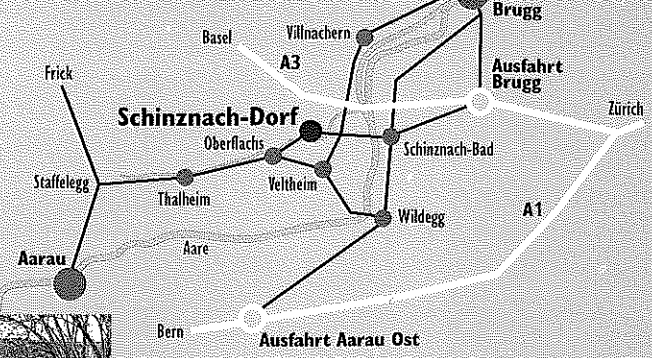 Brugg
Basel
Villnachern
A3
Frick
Ausfahrt
Brugg
Zürich
Schinznach-Dorf
Oberflachs
Schinznach-Bad
Staffelegg
Veltheim
Thalheim
Wildegg
A1
Aare
Aarau
Bern
Ausfahrt Aarau Ost